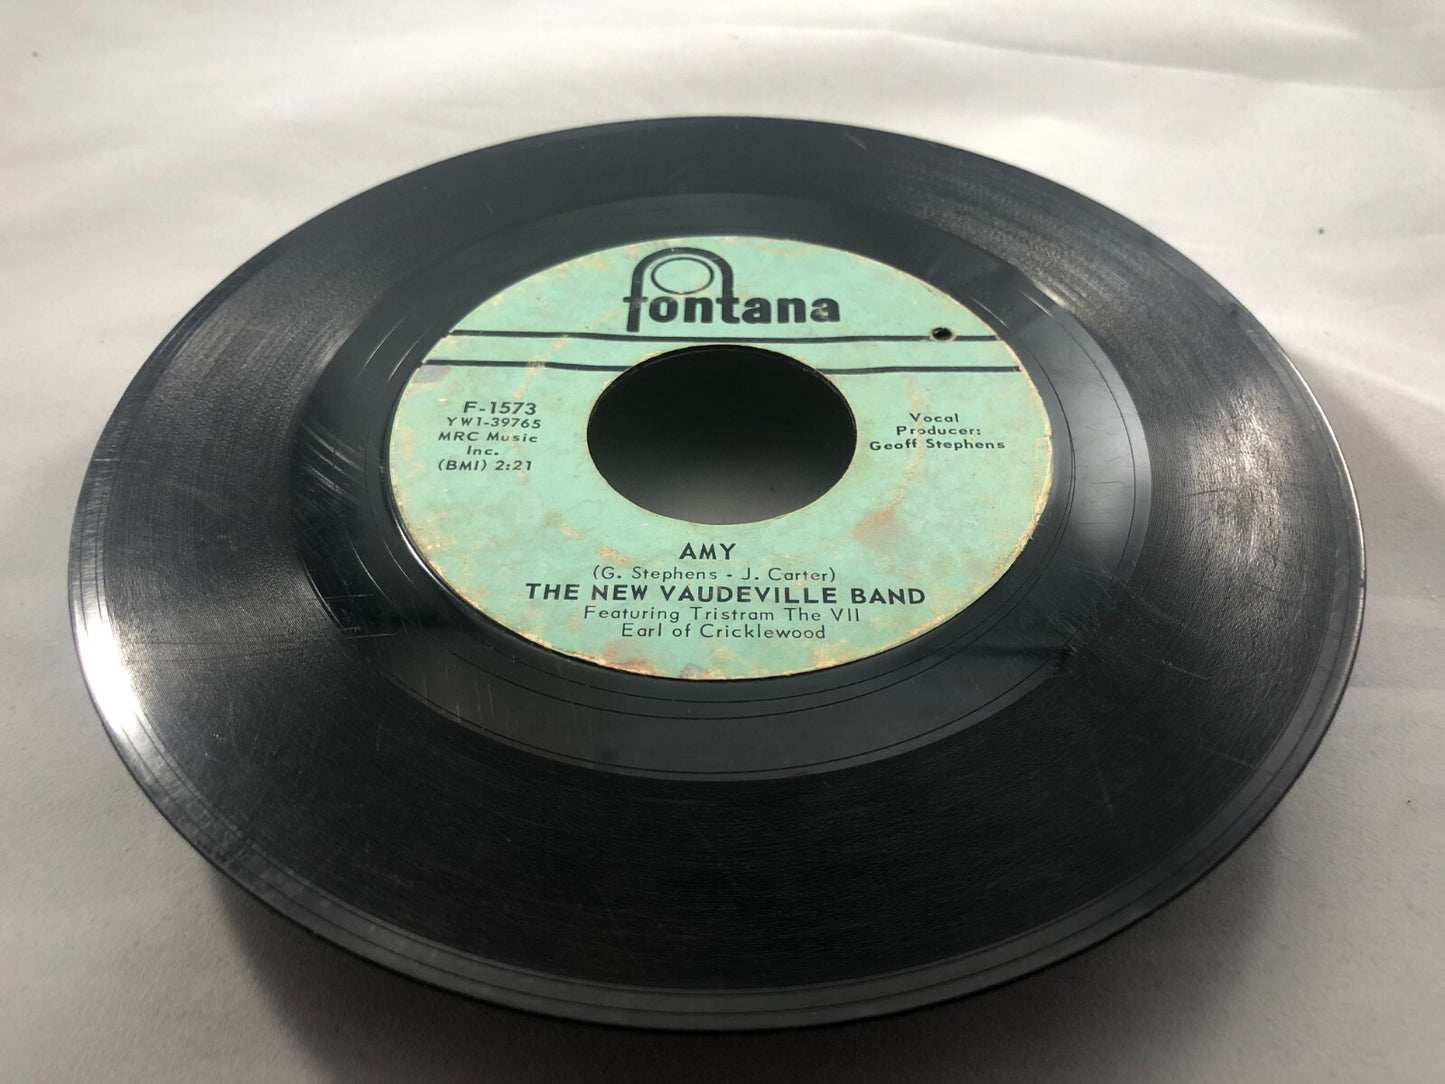 fontana
F-1573
YW1-39765
MRC Music
Inc.
(BMI) 2:21
Vocal
Producer:
Geoff Stephens
AMY
(G. Stephens - J. Carter)
THE NEW VAUDEVILLE BAND
Featuring Tristram The VII
Earl of Cricklewood